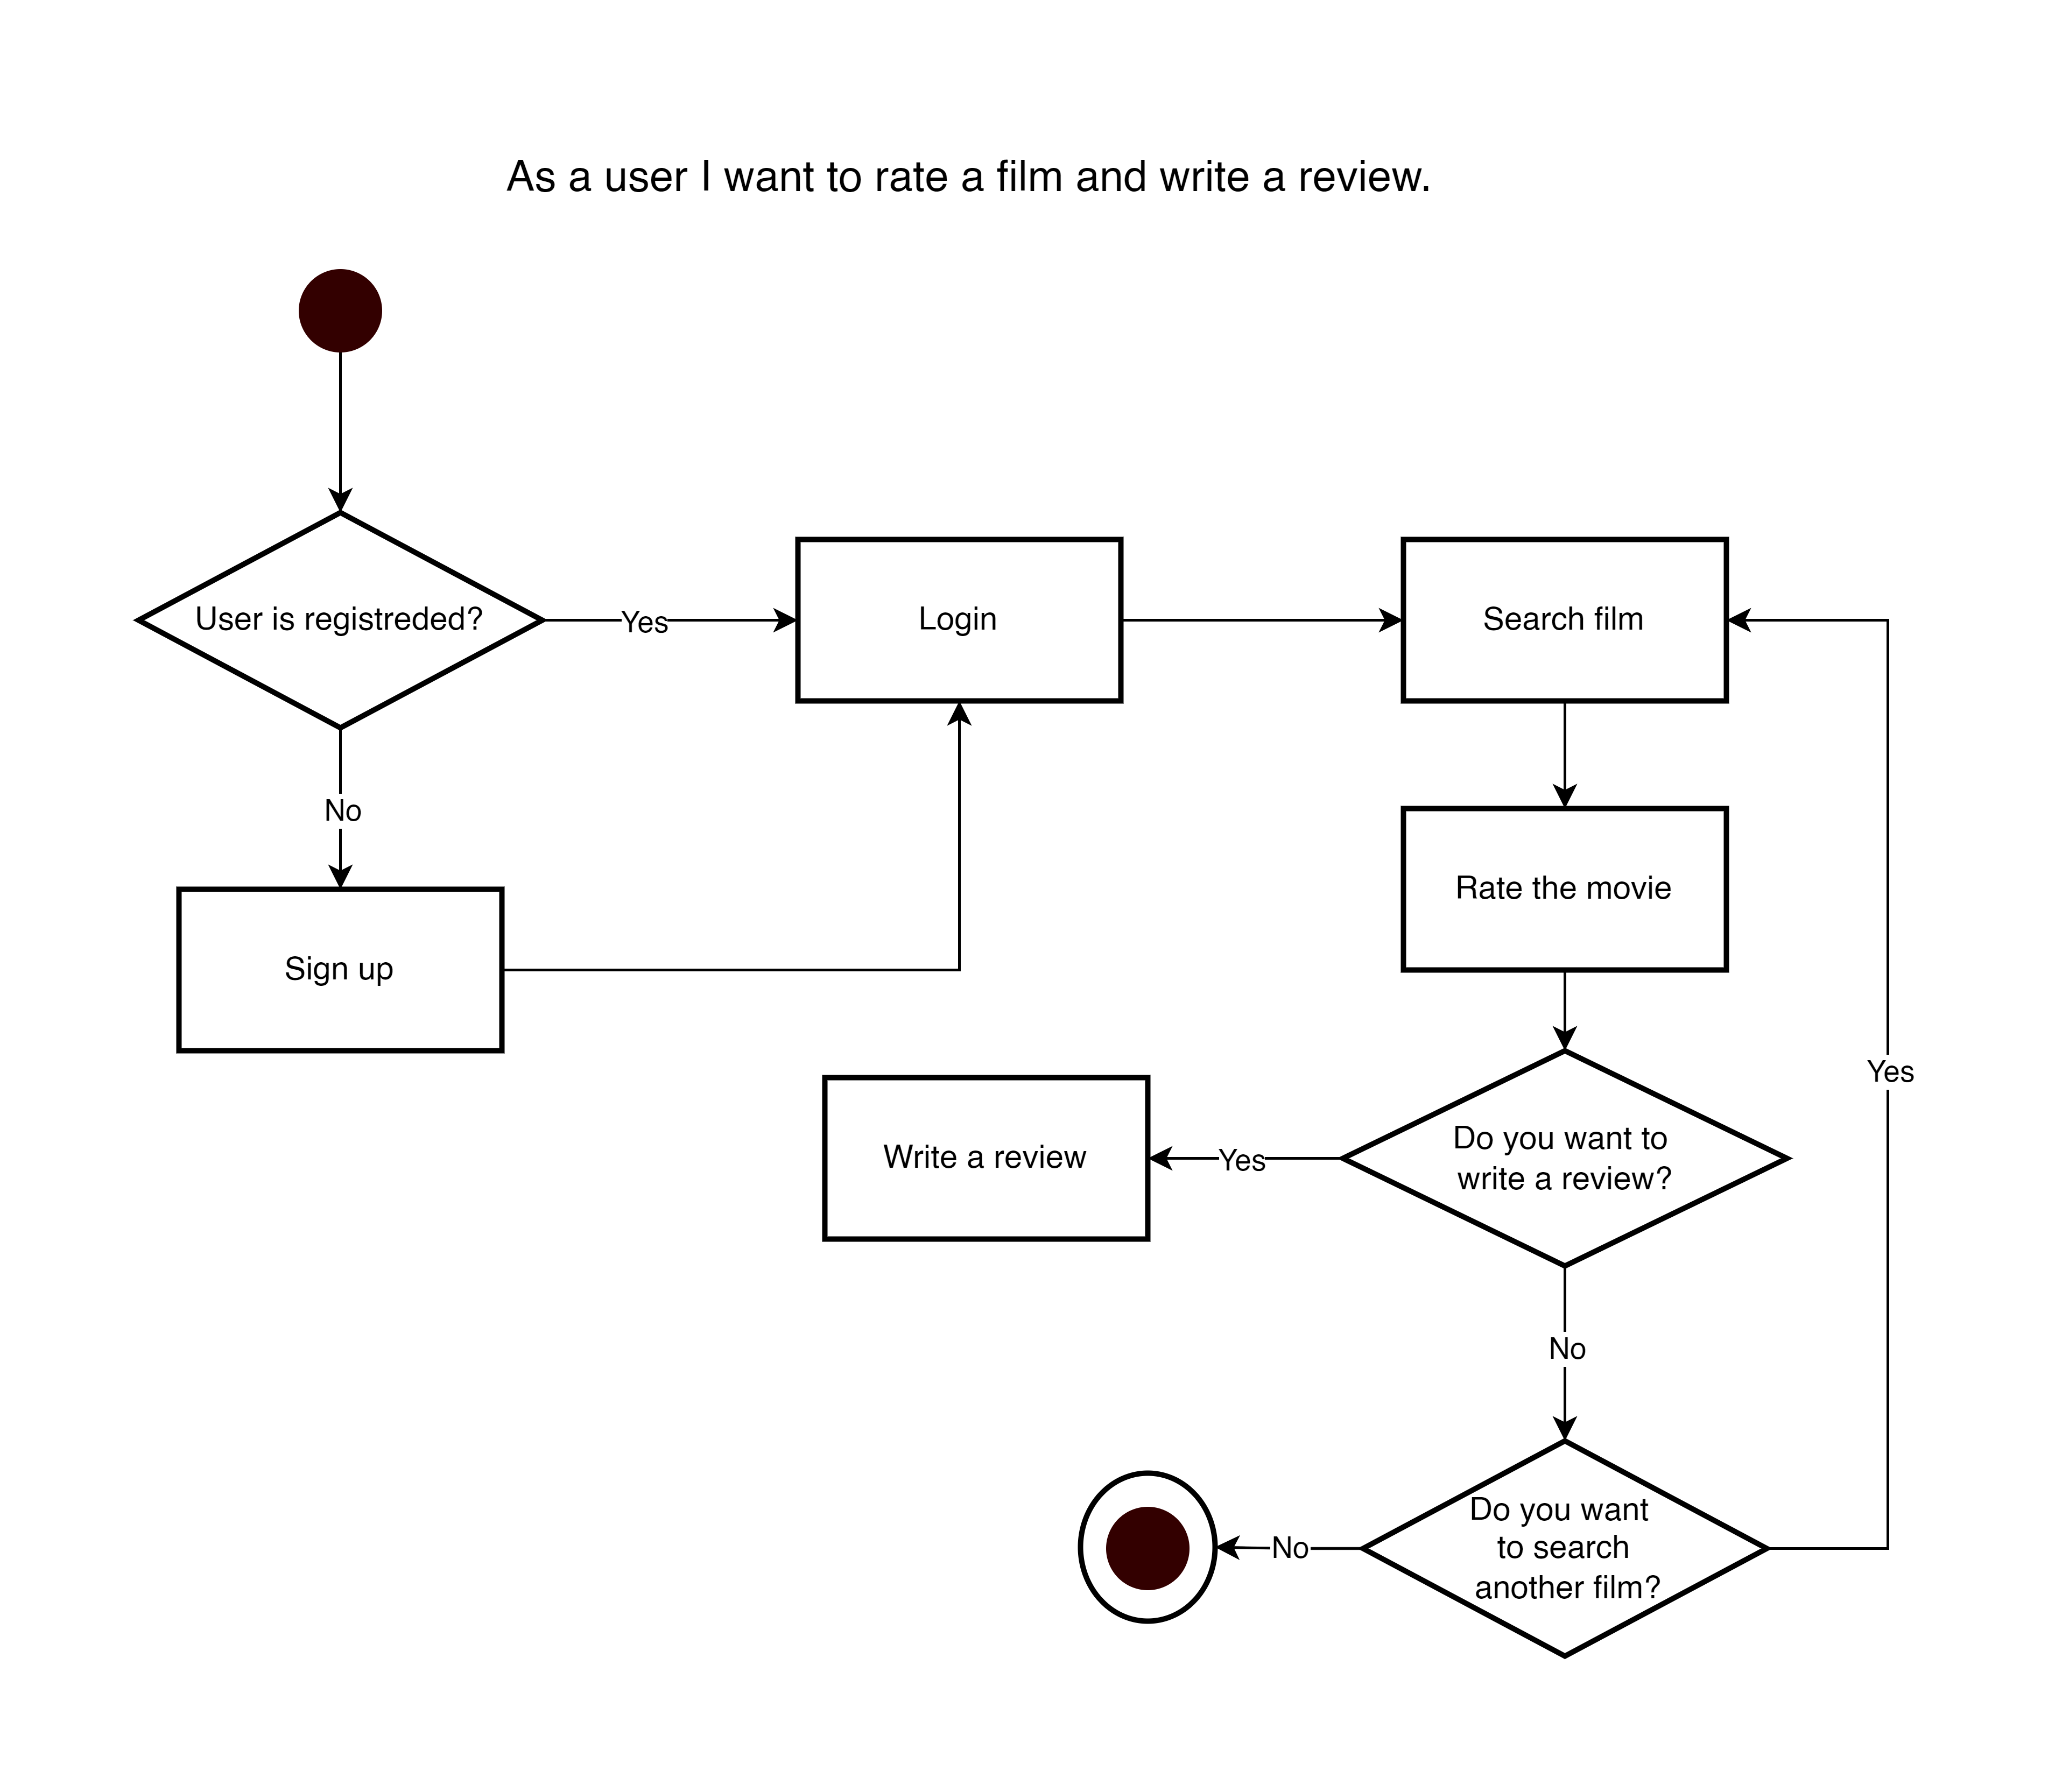 As a user I want to rate a film and write a review.
User is registreded?
Yes
Login
Search film
No
Rate the movie
Sign up
Yes
Do you want to
write a review?
Yes
Write a review
No
Do you want
to search
another film?
No